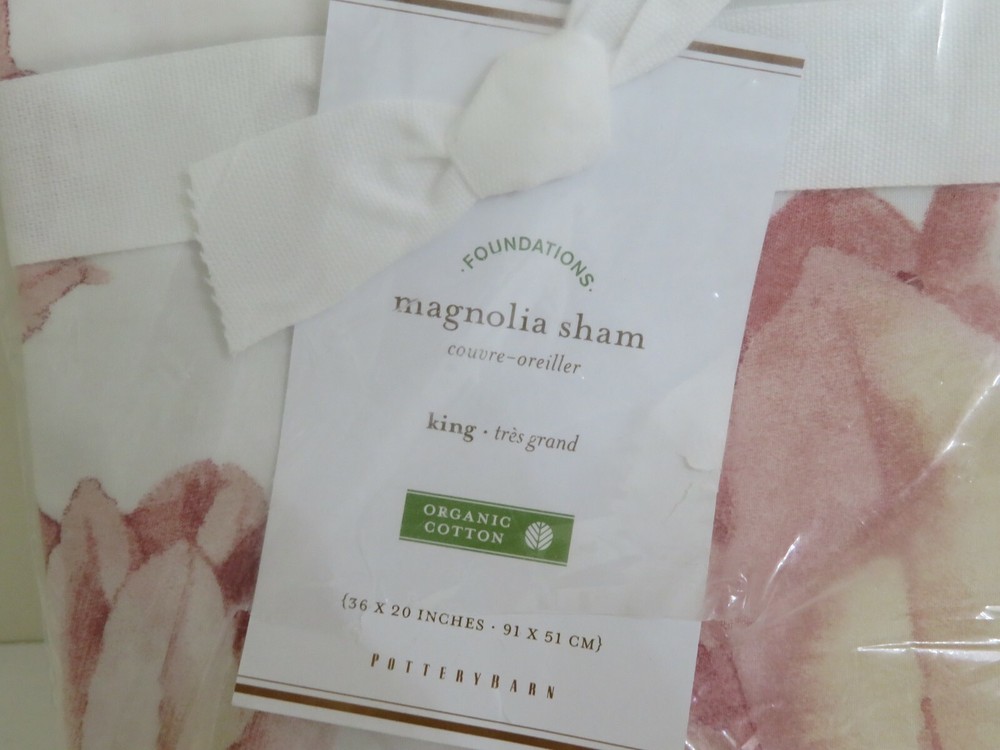 ·FOUNDATIONS·
magnolia sham
couvre-oreiller
king · très grand
ORGANIC
COTTON
{36 X 20 INCHES · 91 X 51 CM}
POTTERYBARN